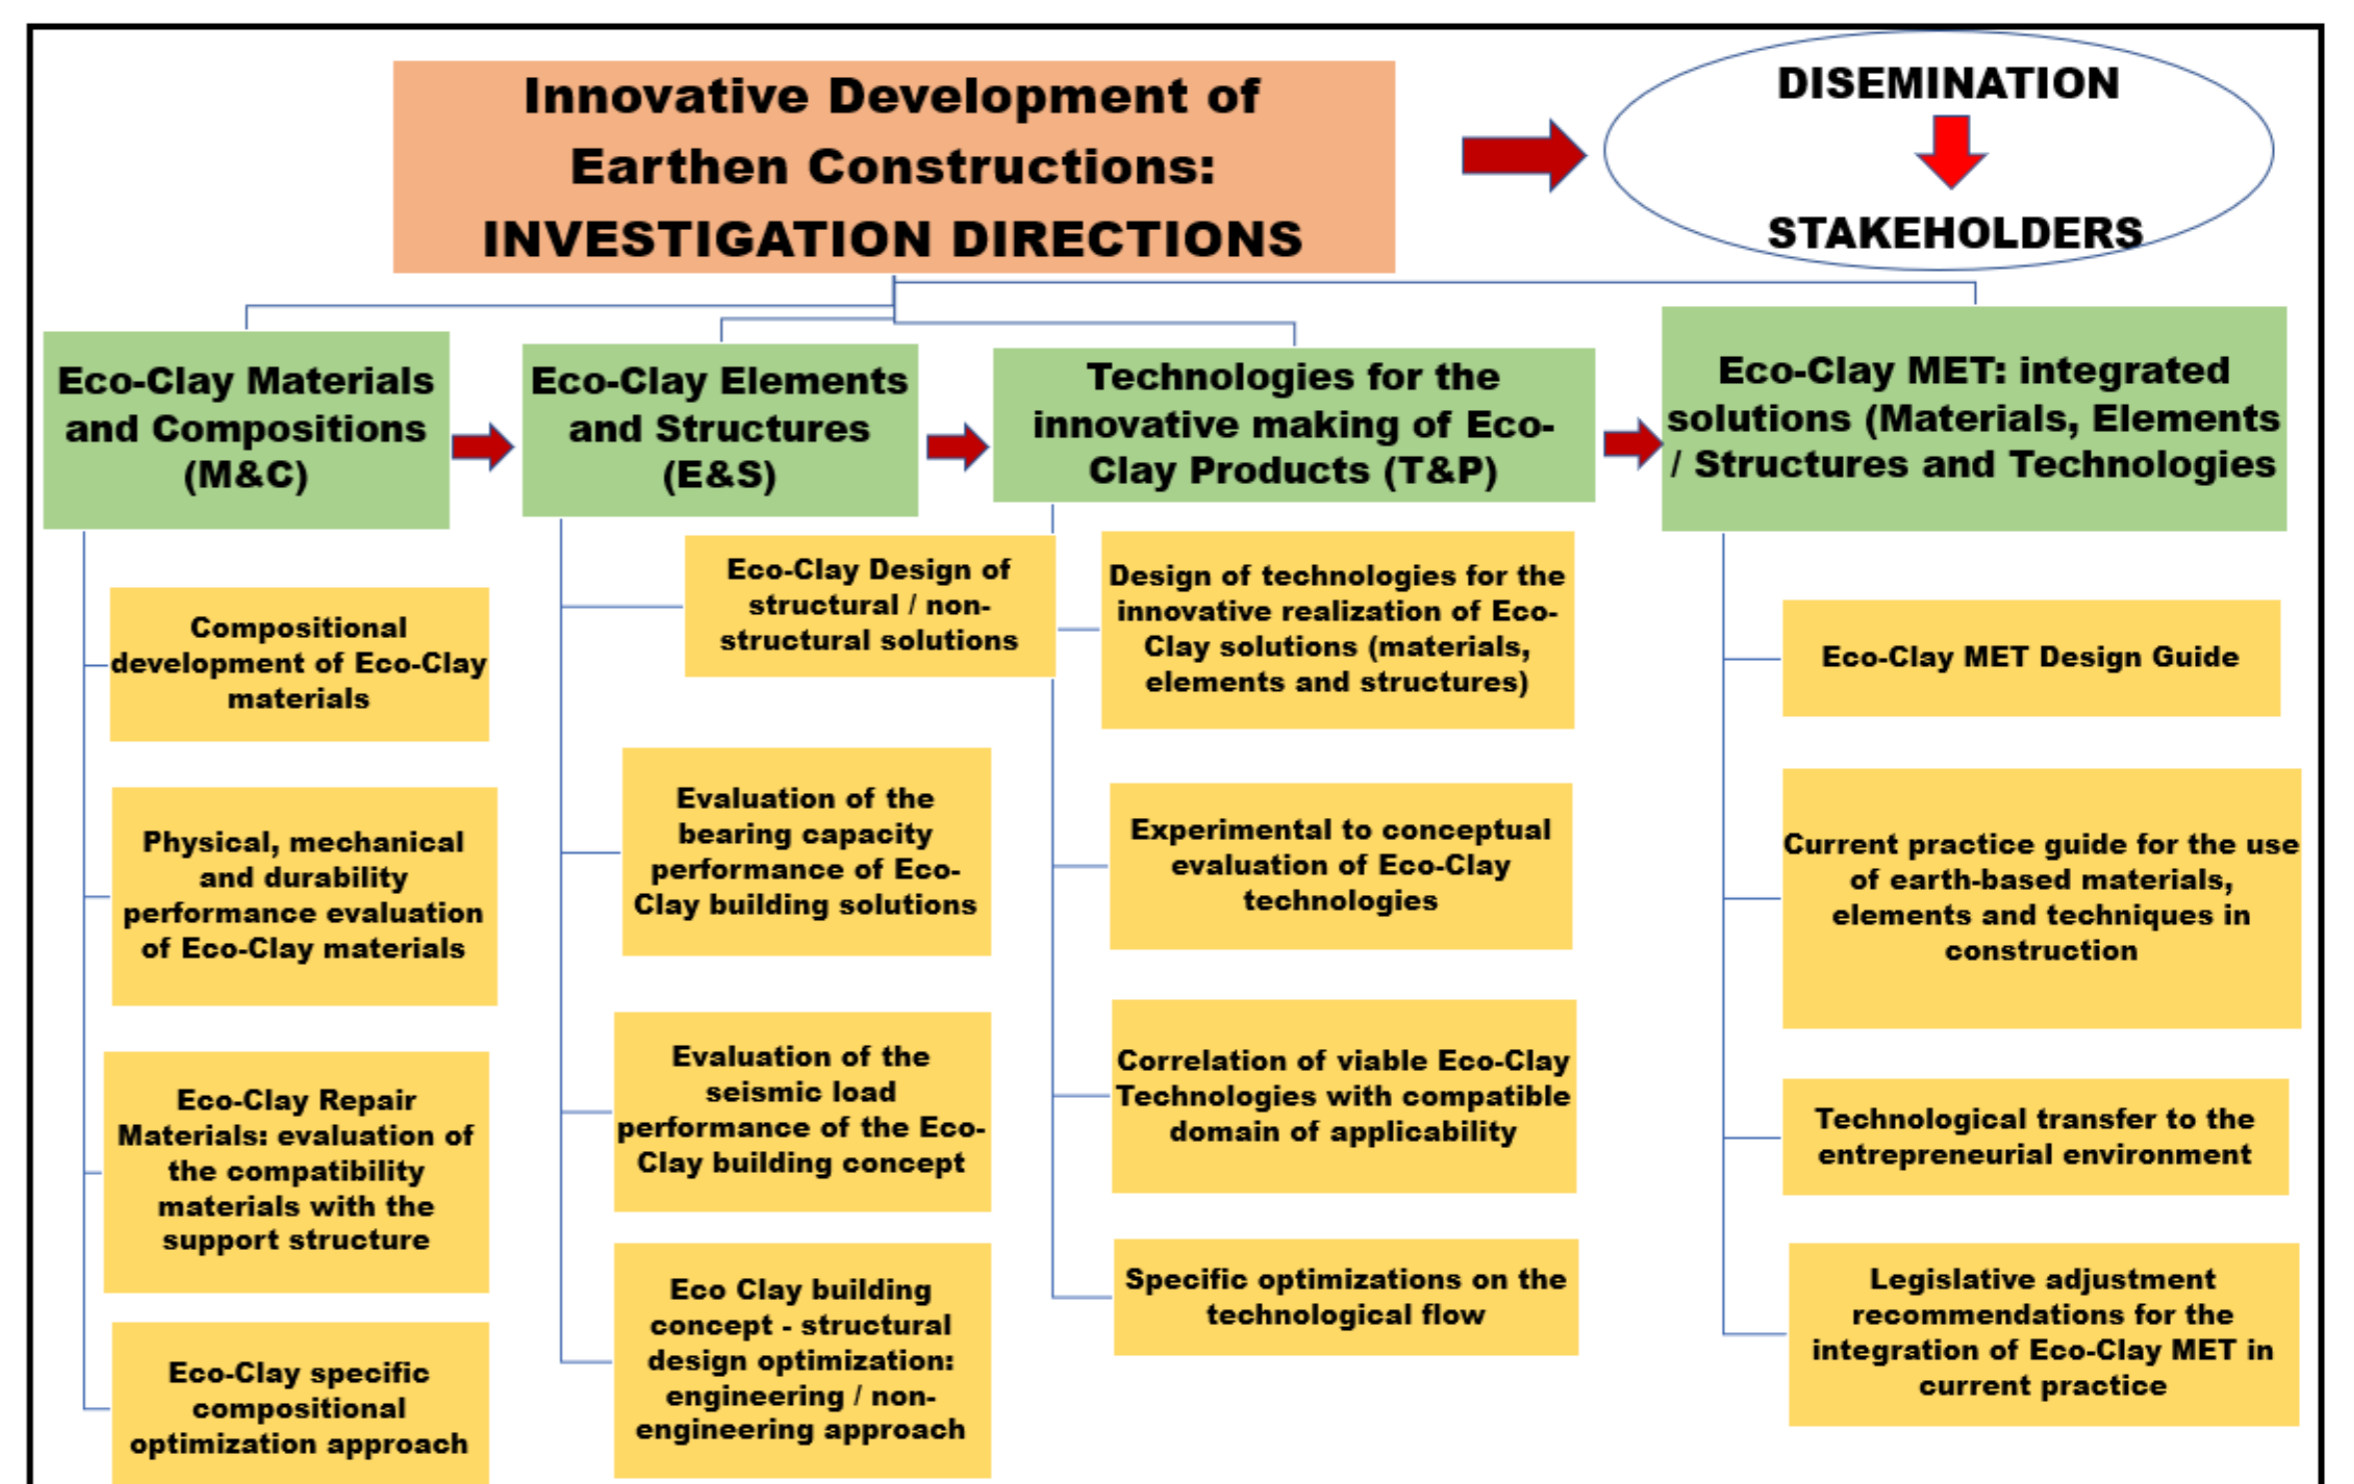 Innovative Development of
Earthen Constructions:
INVESTIGATION DIRECTIONS
DISEMINATION
STAKEHOLDERS
Eco-Clay Materials
and Compositions
(M&C)
Eco-Clay Elements
and Structures
(E&S)
Technologies for the
innovative making of Eco-
Clay Products (T&P)
Eco-Clay MET: integrated
solutions (Materials, Elements
/ Structures and Technologies
Compositional
development of Eco-Clay
materials
Physical, mechanical
and durability
performance evaluation
of Eco-Clay materials
Eco-Clay Repair
Materials: evaluation of
the compatibility
materials with the
support structure
Eco-Clay specific
compositional
optimization approach
Eco-Clay Design of
structural / non-
structural solutions
Evaluation of the
bearing capacity
performance of Eco-
Clay building solutions
Evaluation of the
seismic load
performance of the Eco-
Clay building concept
Eco Clay building
concept - structural
design optimization:
engineering / non-
engineering approach
Design of technologies for the
innovative realization of Eco-
Clay solutions (materials,
elements and structures)
Experimental to conceptual
evaluation of Eco-Clay
technologies
Correlation of viable Eco-Clay
Technologies with compatible
domain of applicability
Specific optimizations on the
technological flow
Eco-Clay MET Design Guide
Current practice guide for the use
of earth-based materials,
elements and techniques in
construction
Technological transfer to the
entrepreneurial environment
Legislative adjustment
recommendations for the
integration of Eco-Clay MET in
current practice